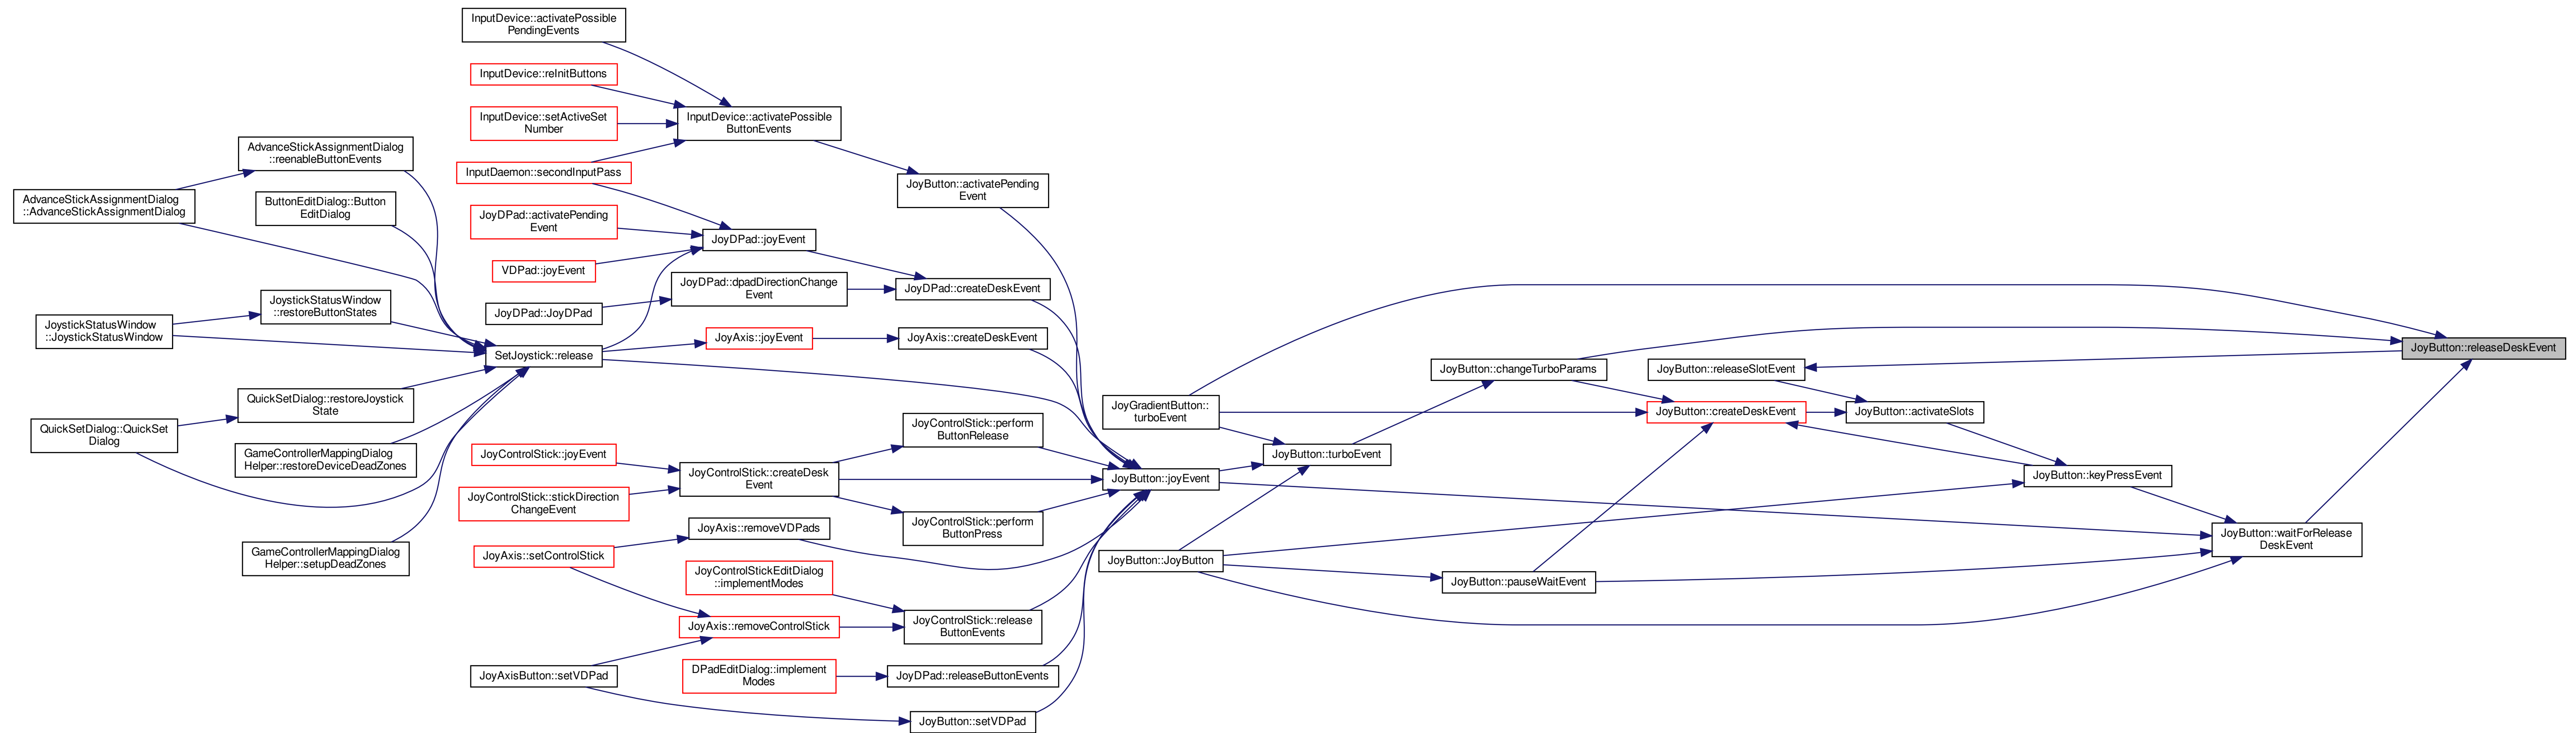 InputDevice::activatePossible
PendingEvents
InputDevice::reInitButtons
InputDevice::setActiveSet
Number
InputDevice::activatePossible
ButtonEvents
AdvanceStickAssignmentDialog
::reenableButtonEvents
InputDaemon::secondInputPass
JoyButton::activatePending
Event
AdvanceStickAssignmentDialog
::AdvanceStickAssignmentDialog
ButtonEditDialog::Button
EditDialog
JoyDPad::activatePending
Event
JoyDPad::joyEvent
VDPad::joyEvent
JoyDPad::dpadDirectionChange
Event
JoyDPad::createDeskEvent
JoystickStatusWindow
::restoreButtonStates
JoyDPad::JoyDPad
JoystickStatusWindow
::JoystickStatusWindow
JoyAxis::joyEvent
JoyAxis::createDeskEvent
SetJoystick::release
JoyButton::releaseDeskEvent
JoyButton::changeTurboParams
JoyButton::releaseSlotEvent
QuickSetDialog::restoreJoystick
State
JoyGradientButton::
turboEvent
JoyButton::createDeskEvent
JoyButton::activateSlots
QuickSetDialog::QuickSet
Dialog
JoyControlStick::perform
ButtonRelease
GameControllerMappingDialog
Helper::restoreDeviceDeadZones
JoyControlStick::joyEvent
JoyButton::turboEvent
JoyControlStick::createDesk
Event
JoyButton::joyEvent
JoyButton::keyPressEvent
JoyControlStick::stickDirection
ChangeEvent
JoyAxis::removeVDPads
JoyControlStick::perform
ButtonPress
JoyButton::waitForRelease
DeskEvent
GameControllerMappingDialog
Helper::setupDeadZones
JoyAxis::setControlStick
JoyButton::JoyButton
JoyControlStickEditDialog
::implementModes
JoyButton::pauseWaitEvent
JoyAxis::removeControlStick
JoyControlStick::release
ButtonEvents
JoyAxisButton::setVDPad
DPadEditDialog::implement
Modes
JoyDPad::releaseButtonEvents
JoyButton::setVDPad